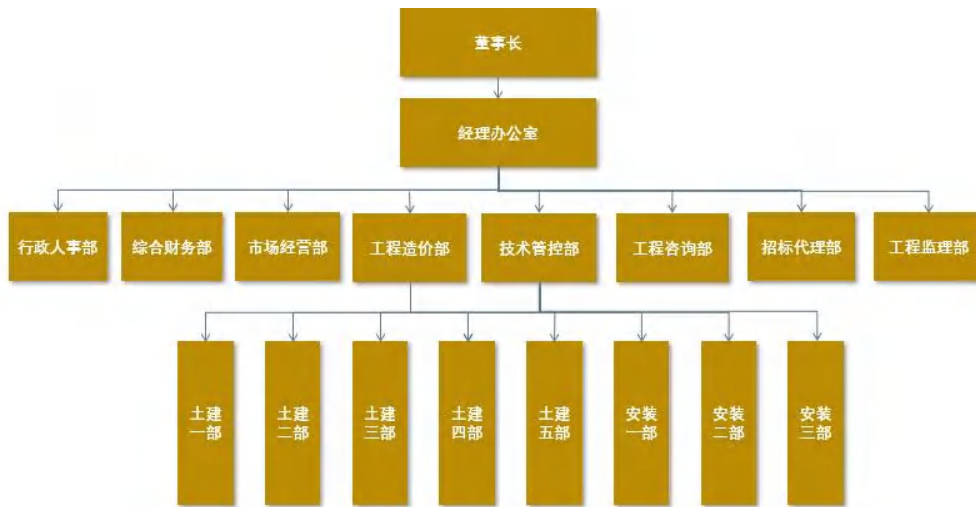 董事长
经理办公室
行政人事部
综合财务部
市场经营部
工程造价部
技术管控部
工程咨询部
招标代理部
工程监理部
土建
一部
土建
二部
土建
三部
土建
四部
土建
五部
安装
一部
安装
二部
安装
三部